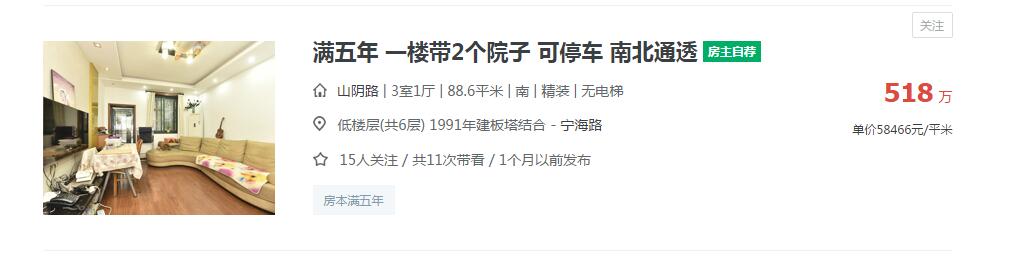 关注
满五年 一楼带2个院子 可停车 南北通透 房主自荐
山阴路 | 3室1厅 | 88.6平米 | 南 | 精装 | 无电梯
518 万
低楼层(共6层) 1991年建板塔结合 - 宁海路
单价58466元/平米
15人关注 / 共11次带看 / 1个月以前发布
房本满五年